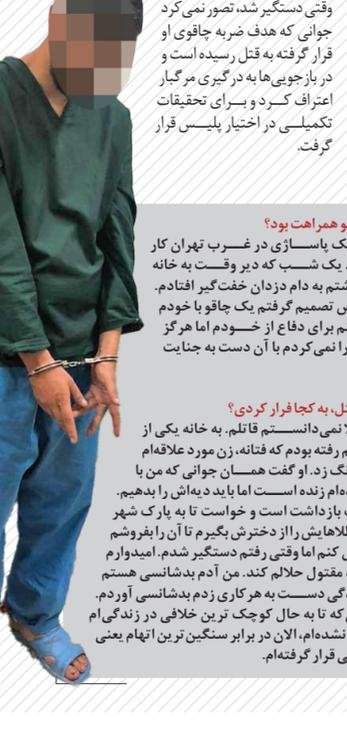 وقتی دستگیر شد، تصور نمی‌کرد
جوانی که هدف ضربه چاقوی او
قرار گرفته به قتل رسیده است و
در بازجویی‌ها به درگیری مرگبار
اعتراف کرد و برای تحقیقات
تکمیلی در اختیار پلیس قرار
گرفت.
همراهت بود؟
پاساژی در غرب تهران کار
یک شب که دیر وقت به خانه
به دام دزدان خفت‌گیر افتادم.
تصمیم گرفتم یک چاقو با خودم
برای دفاع از خودم اما هرگز
را نمی‌کردم با آن دست به جنایت
به کجا فرار کردی؟
نمی‌دانستم قاتلم. به خانه یکی از
رفته بودم که فتانه، زن مورد علاقه‌ام
زد. او گفت همان جوانی که من با
زنده است اما باید دیه‌اش را بدهیم.
بازداشت است و خواست تا به پارک شهر
طلاهایش را از دخترش بگیرم تا آن را بفروشم
کنم اما وقتی رفتم دستگیر شدم. امیدوارم
مقتول حلالم کند. من آدم بدشانسی هستم
دست به هر کاری زدم بدشانسی آوردم.
که تا به حال کوچک ترین خلافی در زندگی‌ام
نشده‌ام، الان در برابر سنگین‌ترین اتهام یعنی
قرار گرفته‌ام.